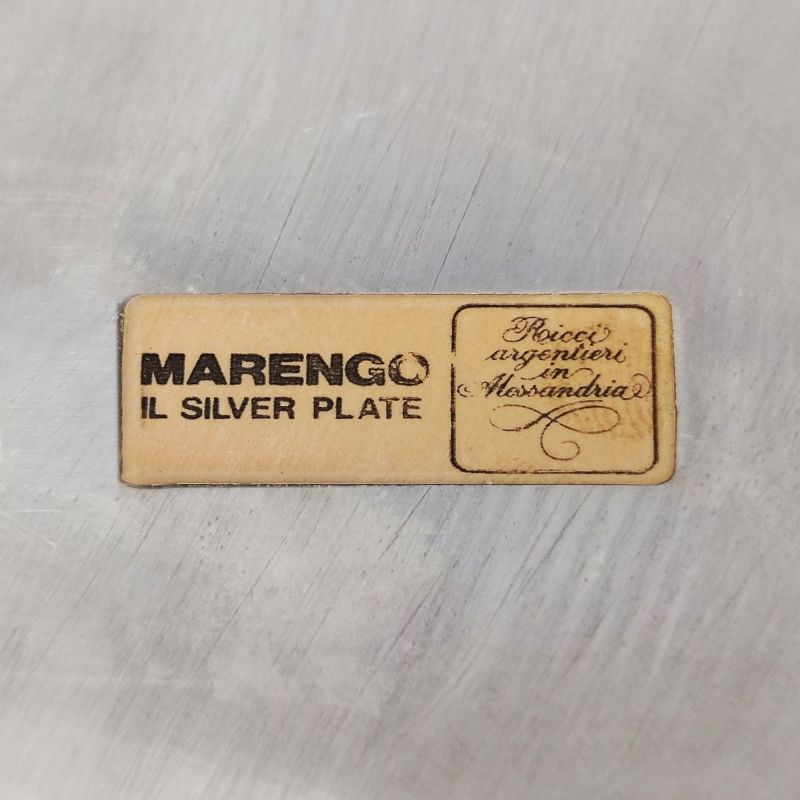 MARENGO
IL SILVER PLATE
Ricci
argentieri
in
Alessandria